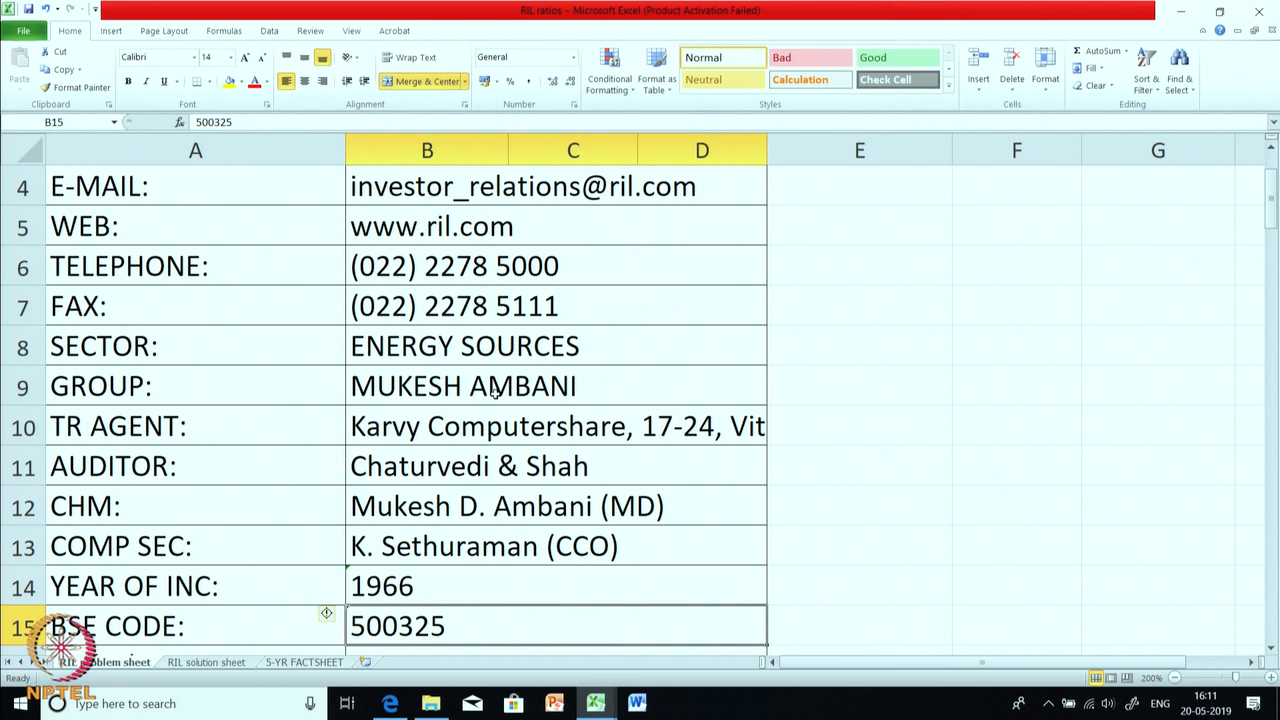 RIL ratios - Microsoft Excel (Product Activation Failed)
File Home Insert Page Layout Formulas Data Review View Acrobat
Paste Cut Copy Format Painter Clipboard
Calibri 14 Font
Wrap Text Merge & Center Alignment
General Number
Conditional Formatting Format as Table
Normal Bad Good
Neutral Calculation Check Cell
Styles
Insert Delete Format Cells
AutoSum Fill Clear Sort & Filter Find & Select Editing
B15 fx 500325
A B C D E F G
4 E-MAIL: investor_relations@ril.com
5 WEB: www.ril.com
6 TELEPHONE: (022) 2278 5000
7 FAX: (022) 2278 5111
8 SECTOR: ENERGY SOURCES
9 GROUP: MUKESH AMBANI
10 TR AGENT: Karvy Computershare, 17-24, Vit
11 AUDITOR: Chaturvedi & Shah
12 CHM: Mukesh D. Ambani (MD)
13 COMP SEC: K. Sethuraman (CCO)
14 YEAR OF INC: 1966
15 BSE CODE: 500325
RIL problem sheet RIL solution sheet 5-YR FACTSHEET
Ready 200%
NPTEL
Type here to search ENG 16:11
20-05-2019